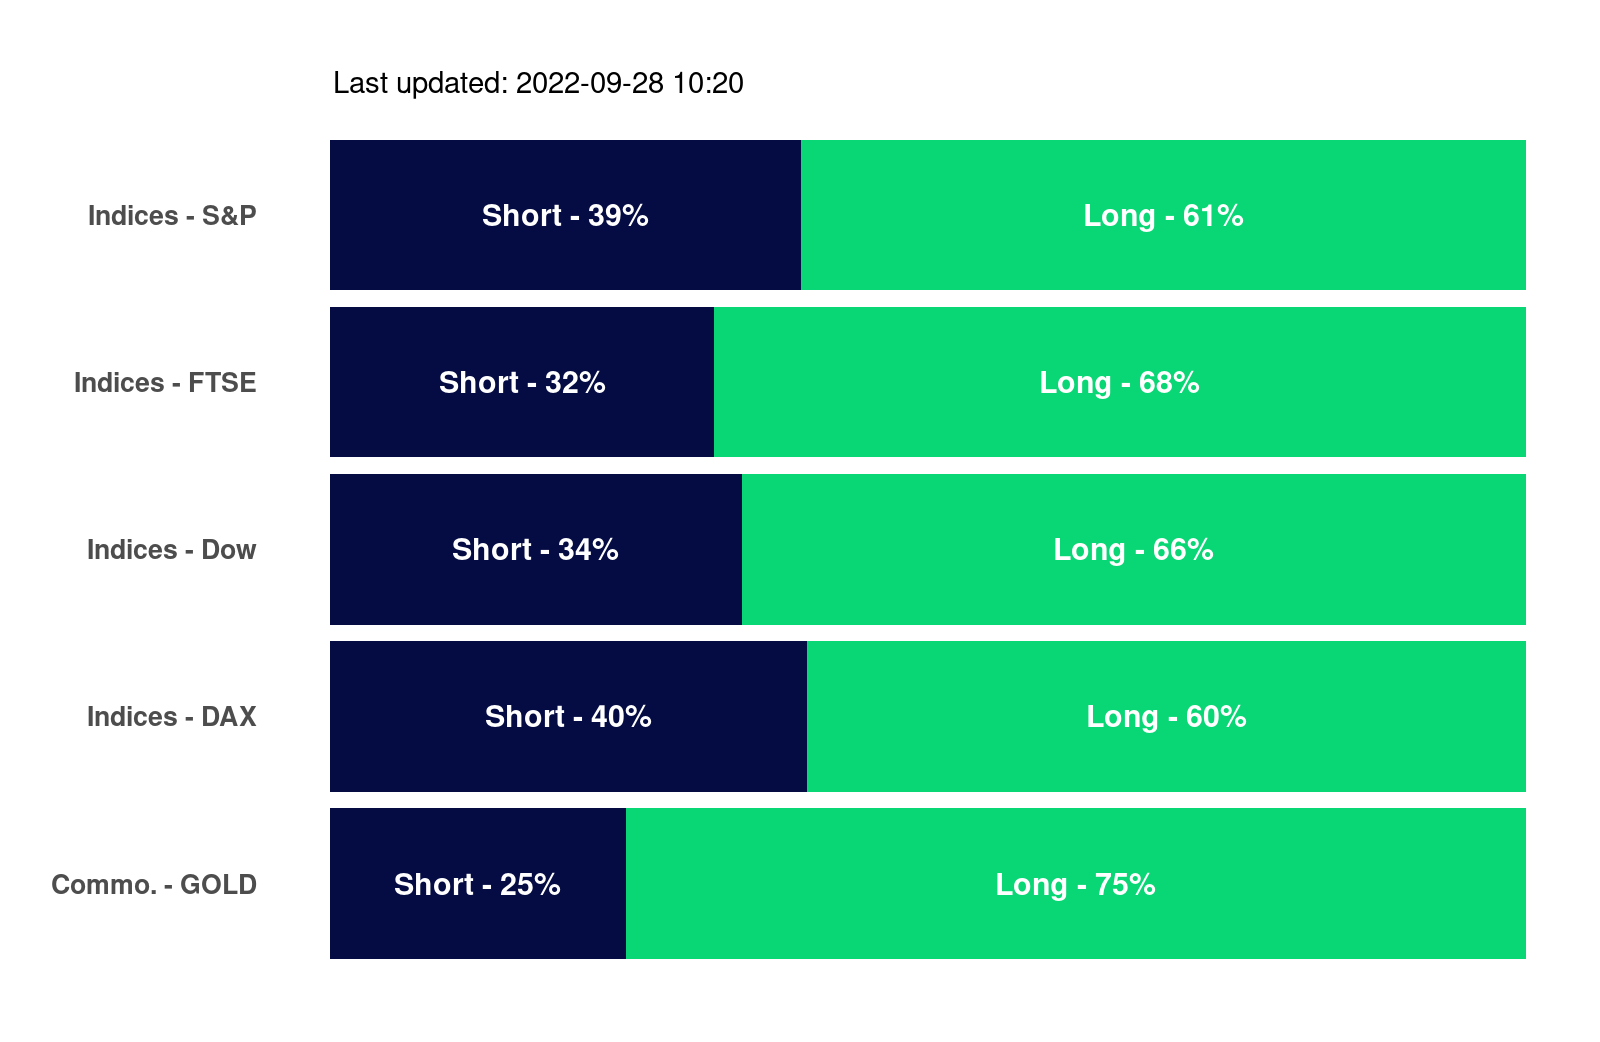 Last updated: 2022-09-28 10:20
Indices - S&P Short - 39% Long - 61%
Indices - FTSE Short - 32% Long - 68%
Indices - Dow Short - 34% Long - 66%
Indices - DAX Short - 40% Long - 60%
Commo. - GOLD Short - 25% Long - 75%